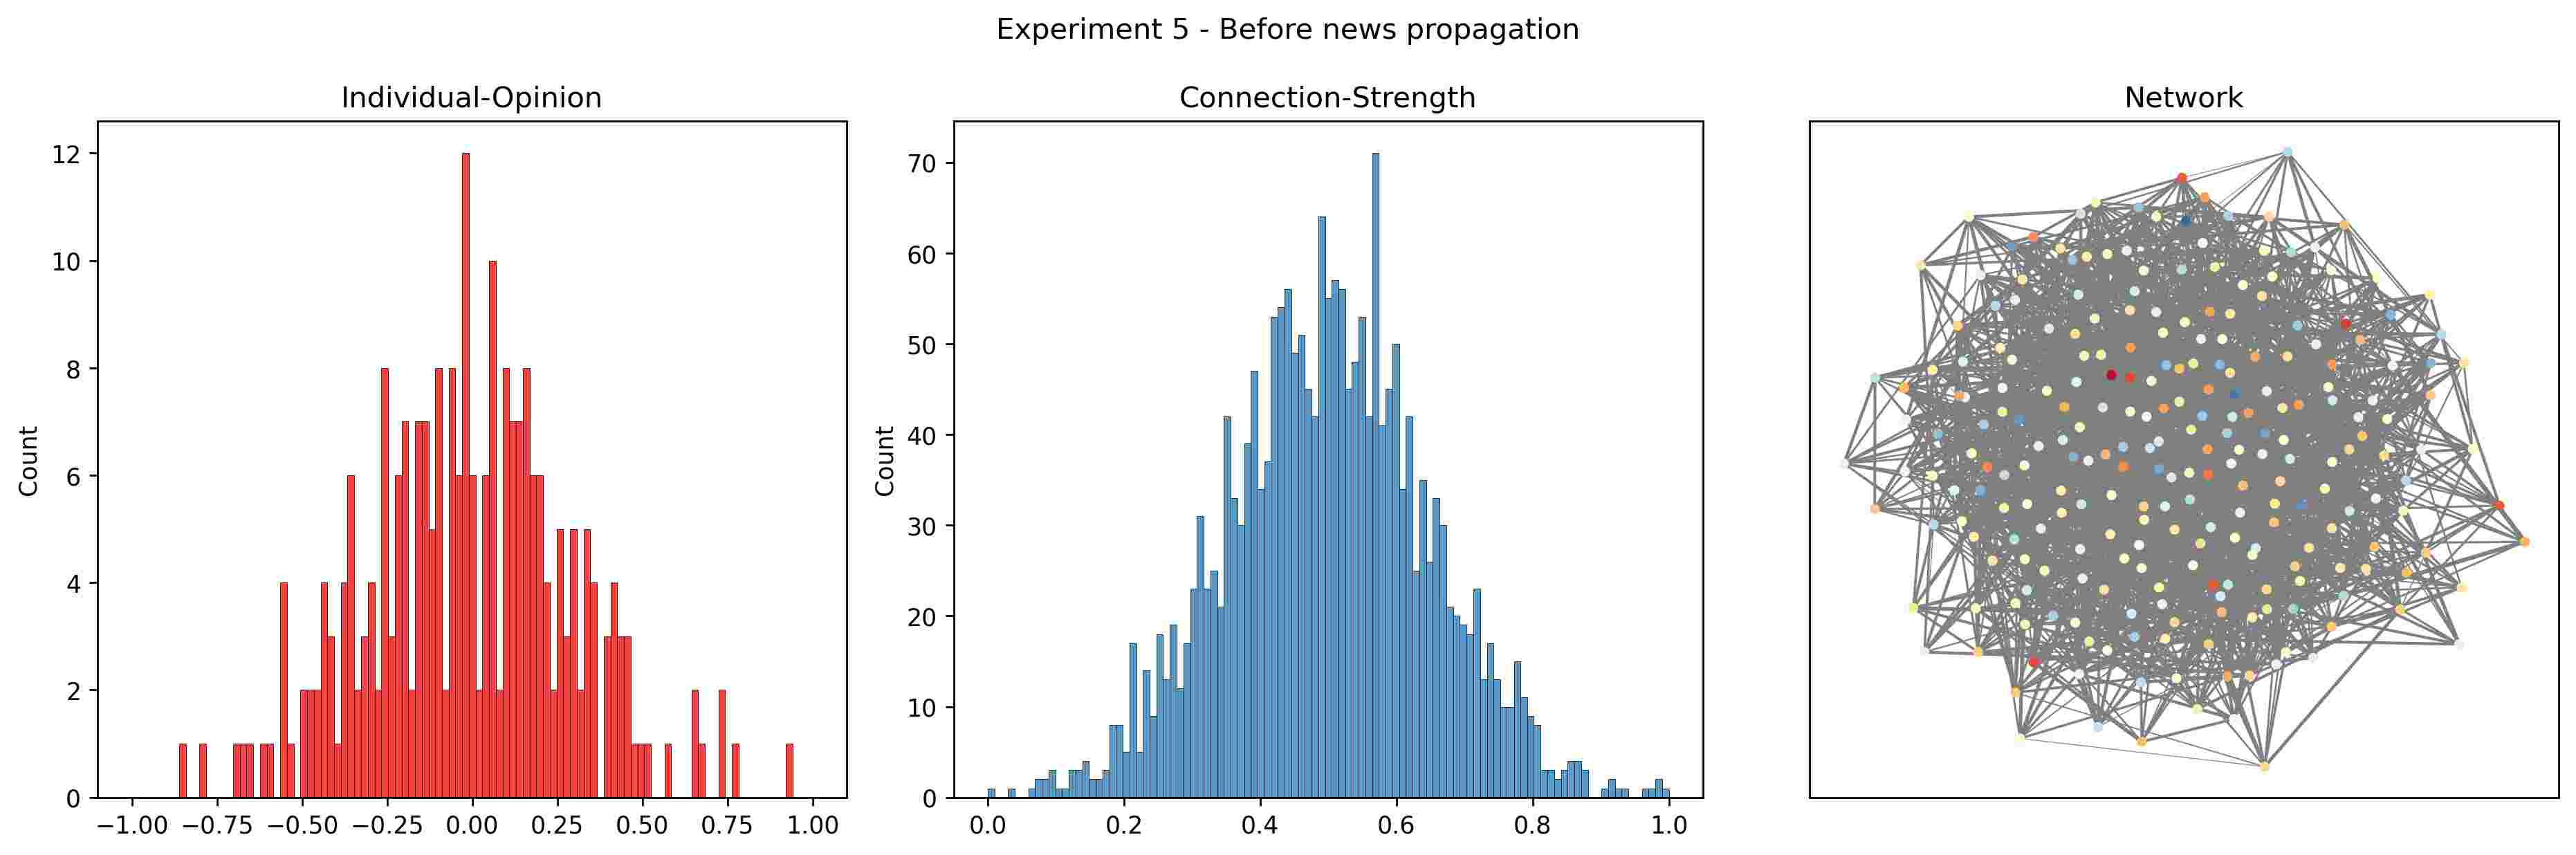 Experiment 5 - Before news propagation
Individual-Opinion
Count
12
10
8
6
4
2
0
−1.00 −0.75 −0.50 −0.25 0.00 0.25 0.50 0.75 1.00
Connection-Strength
Count
70
60
50
40
30
20
10
0
0.0 0.2 0.4 0.6 0.8 1.0
Network